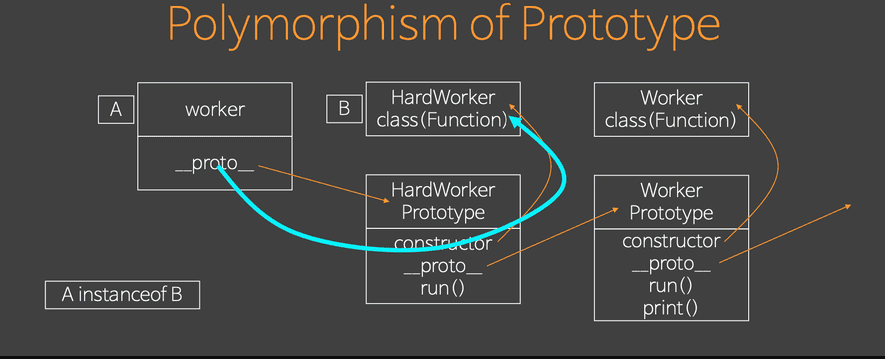 Polymorphism of Prototype
A
worker
__proto__
B
HardWorker
class(Function)
Worker
class(Function)
HardWorker
Prototype
constructor
__proto__
run()
Worker
Prototype
constructor
__proto__
run()
print()
A instanceof B